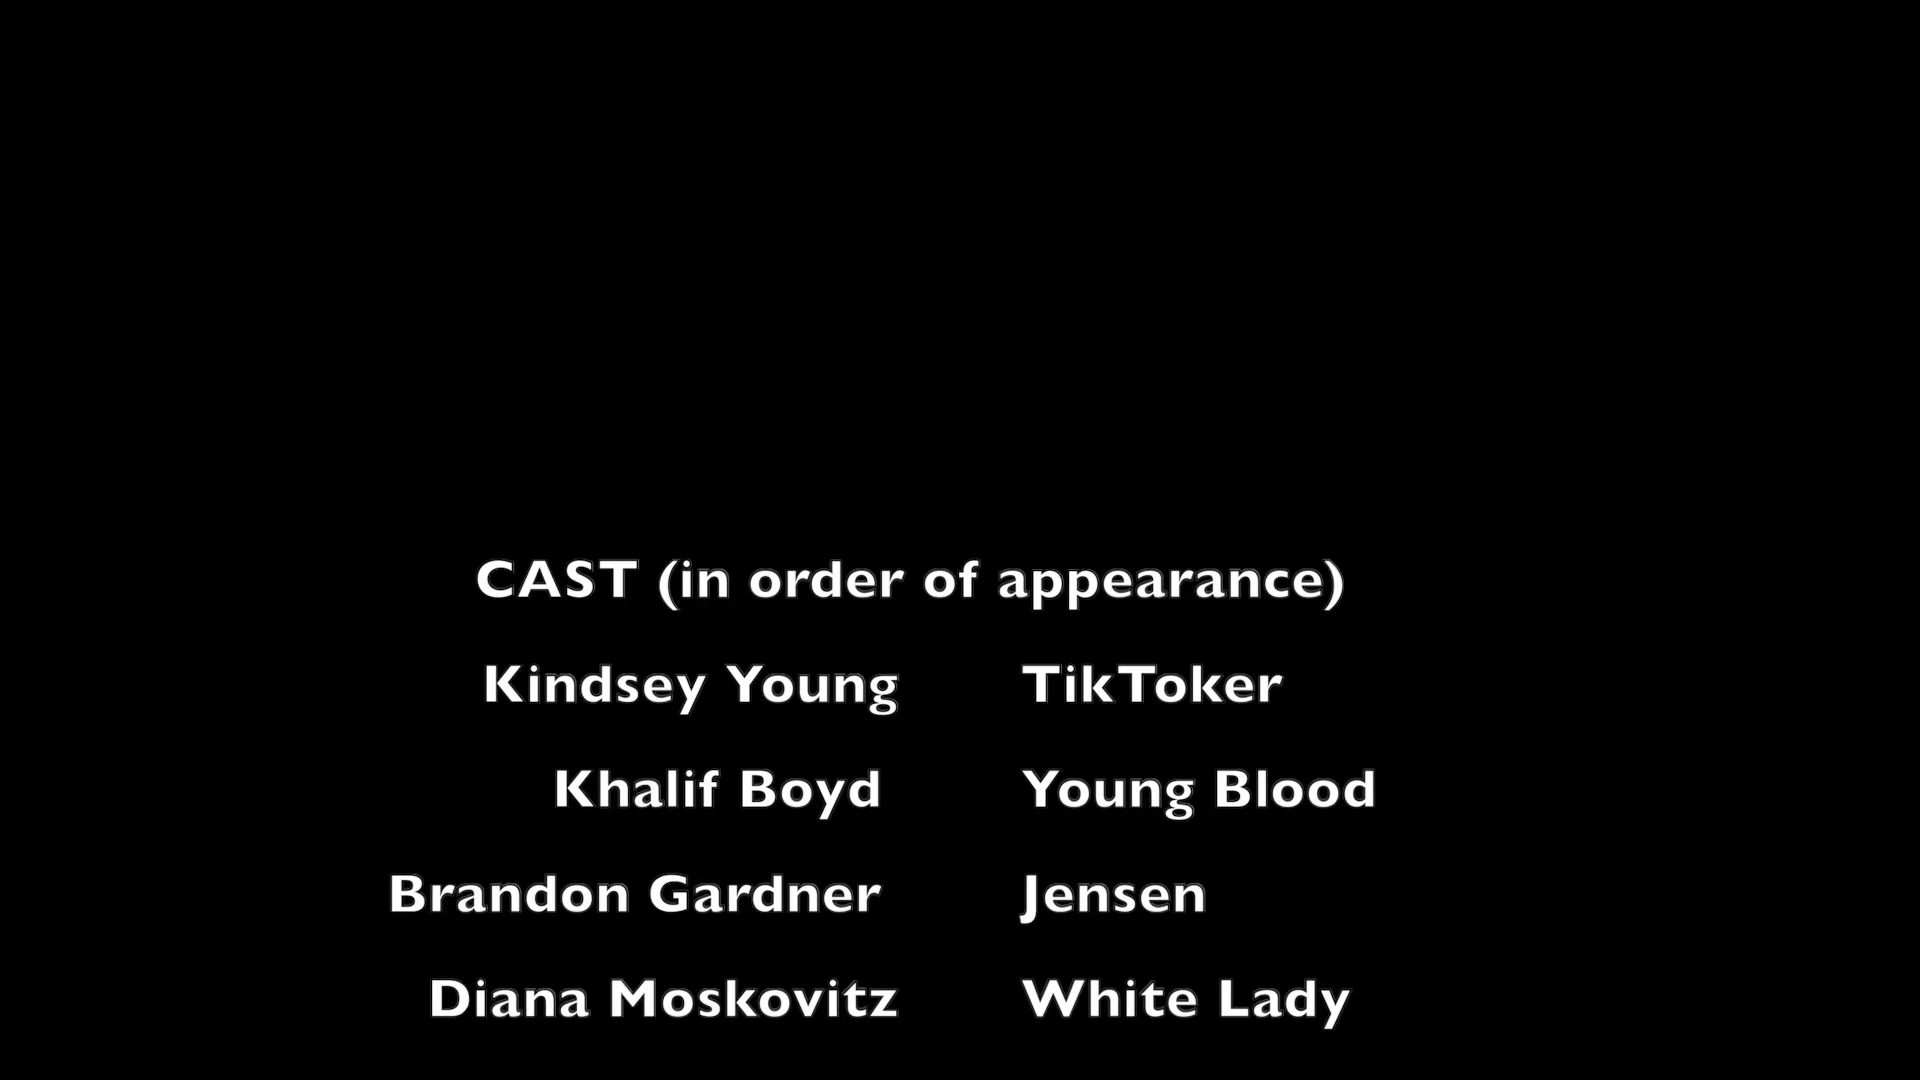 CAST (in order of appearance)
Kindsey Young TikToker
Khalif Boyd Young Blood
Brandon Gardner Jensen
Diana Moskovitz White Lady